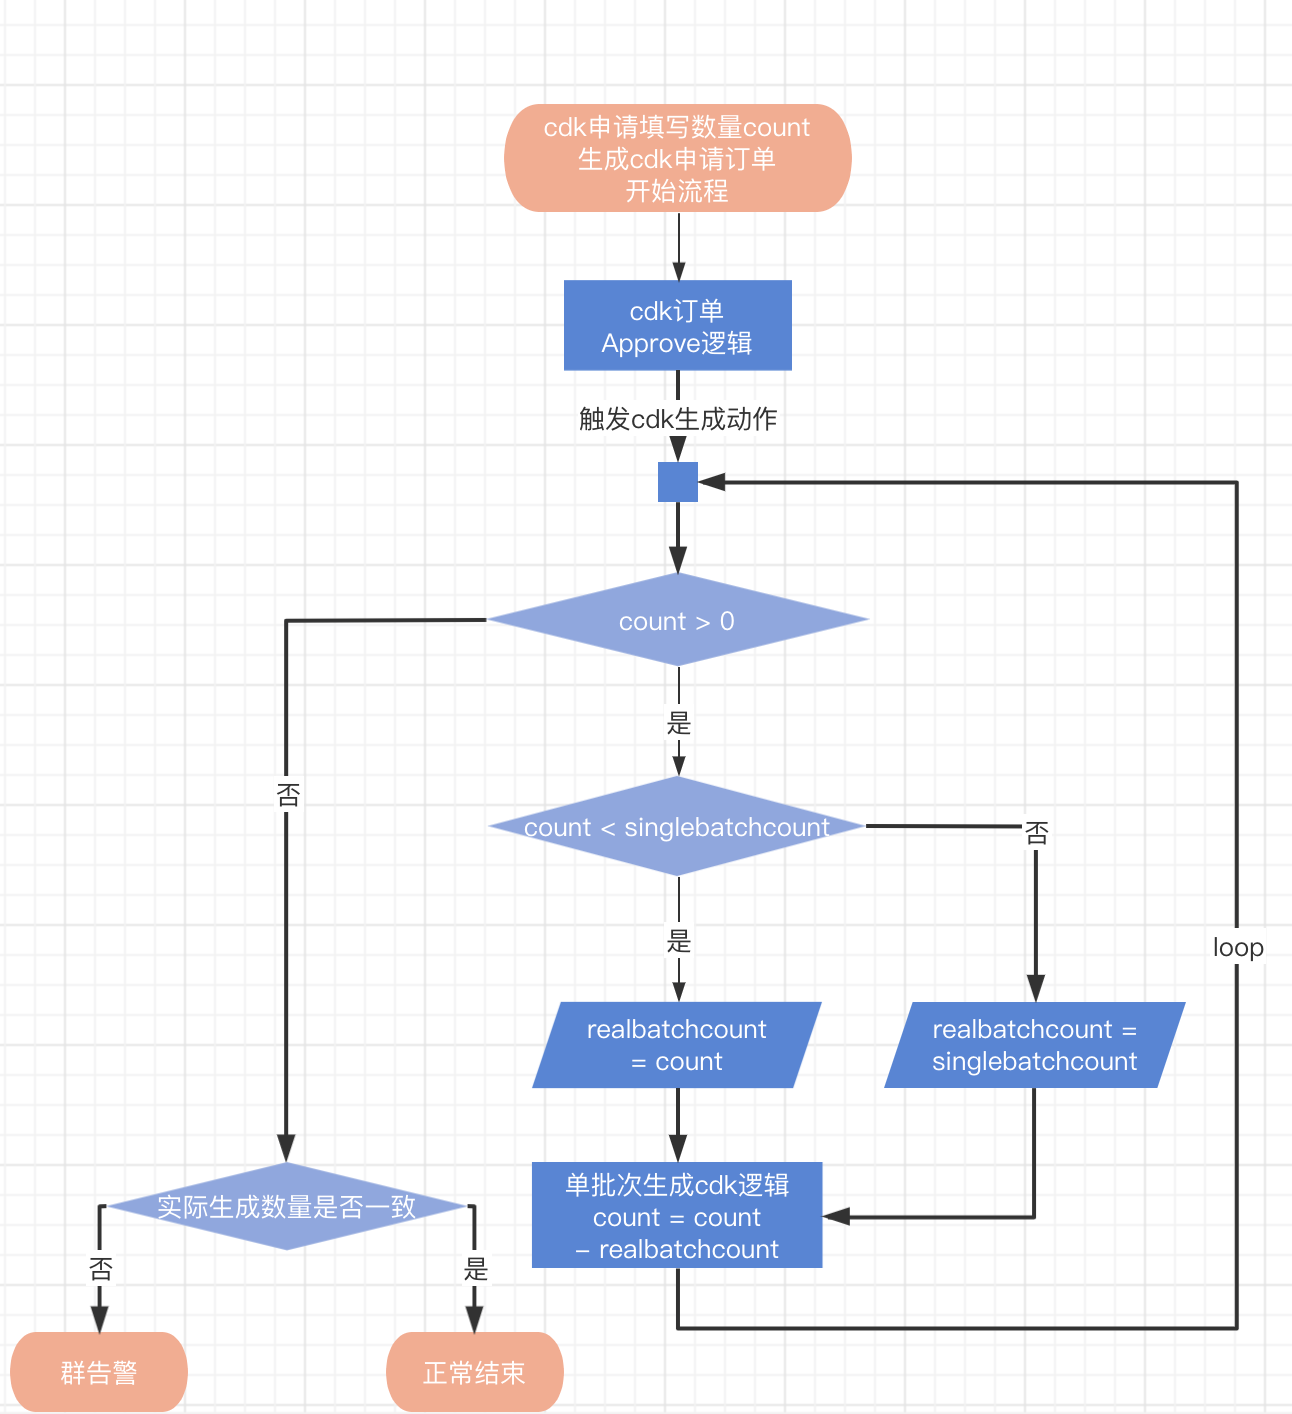 cdk申请填写数量count
生成cdk申请订单
开始流程
cdk订单
Approve逻辑
触发cdk生成动作
count > 0
是
否
count < singlebatchcount
否
是
loop
realbatchcount
= count
realbatchcount =
singlebatchcount
单批次生成cdk逻辑
count = count
- realbatchcount
实际生成数量是否一致
否
是
群告警
正常结束